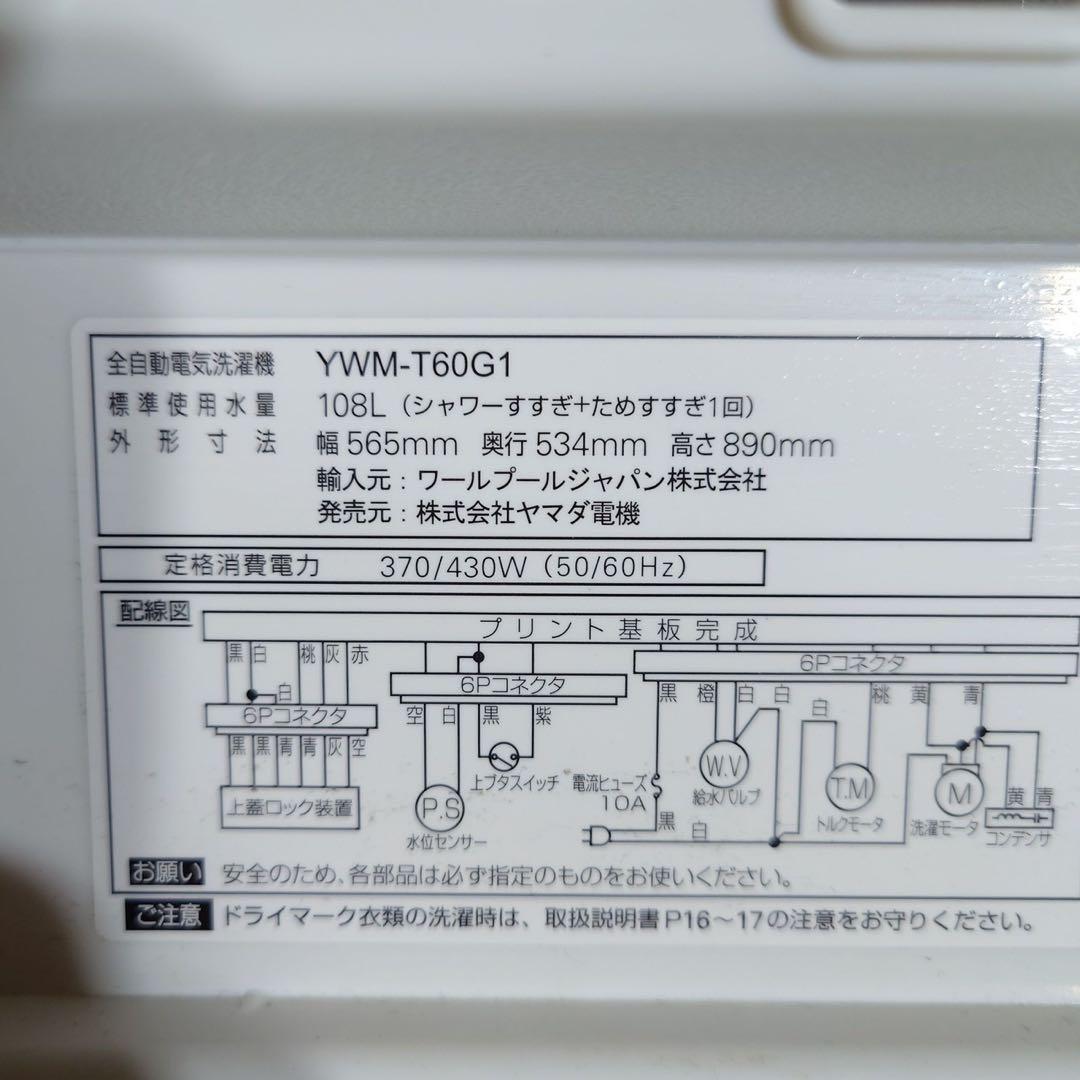 全自動電気洗濯機 YWM-T60G1
標準使用水量 108L（シャワーすすぎ+ためすすぎ1回）
外形寸法 幅565mm 奥行534mm 高さ890mm
輸入元：ワールプールジャパン株式会社
発売元：株式会社ヤマダ電機
定格消費電力 370/430W（50/60Hz）
配線図
プリント基板完成
黒 白 桃 灰 赤
白
6Pコネクタ
黒 黒 青 青 灰 空
上蓋ロック装置
6Pコネクタ
空 白 黒 紫
上ブタスイッチ
P.S
水位センサー
6Pコネクタ
黒 橙 白 白 白 桃 黄 青
電流ヒューズ
10A
黒 白
W.V
給水バルブ
T.M
トルクモータ
M
洗濯モータ
黄 青
コンデンサ
お願い 安全のため、各部品は必ず指定のものをお使いください。
ご注意 ドライマーク衣類の洗濯時は、取扱説明書P16～17の注意をお守りください。